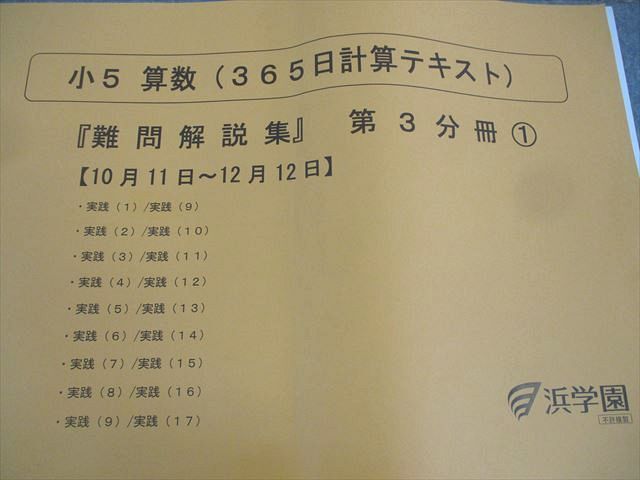 小５ 算数（３６５日計算テキスト）
『難問解説集』 第３分冊①
【10月11日～12月12日】
・実践（１）/実践（９）
・実践（２）/実践（１０）
・実践（３）/実践（１１）
・実践（４）/実践（１２）
・実践（５）/実践（１３）
・実践（６）/実践（１４）
・実践（７）/実践（１５）
・実践（８）/実践（１６）
・実践（９）/実践（１７）
浜学園
不許複製